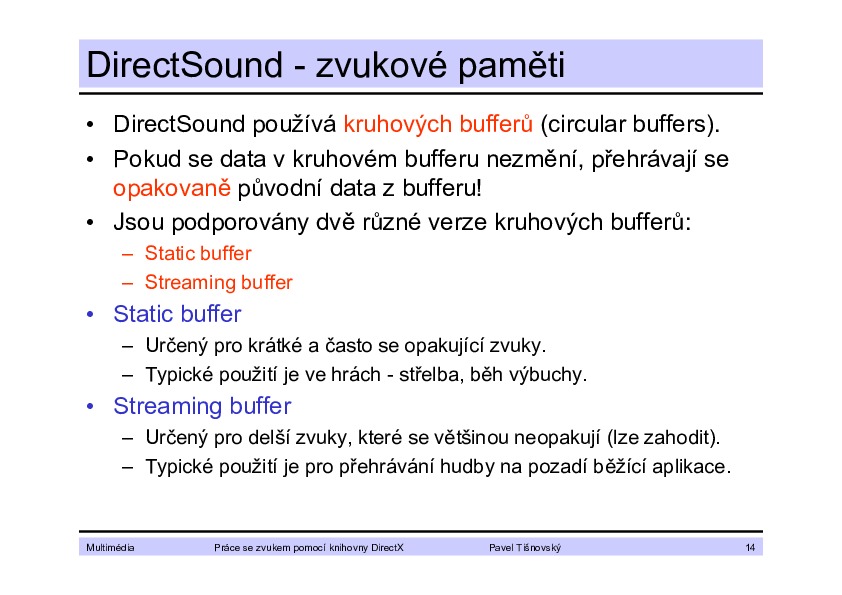 DirectSound - zvukové paměti
• DirectSound používá kruhových bufferů (circular buffers).
• Pokud se data v kruhovém bufferu nezmění, přehrávají se
opakovaně původní data z bufferu!
• Jsou podporovány dvě různé verze kruhových bufferů:
– Static buffer
– Streaming buffer
• Static buffer
– Určený pro krátké a často se opakující zvuky.
– Typické použití je ve hrách - střelba, běh výbuchy.
• Streaming buffer
– Určený pro delší zvuky, které se většinou neopakují (lze zahodit).
– Typické použití je pro přehrávání hudby na pozadí běžící aplikace.
Multimédia Práce se zvukem pomocí knihovny DirectX Pavel Tišnovský 14